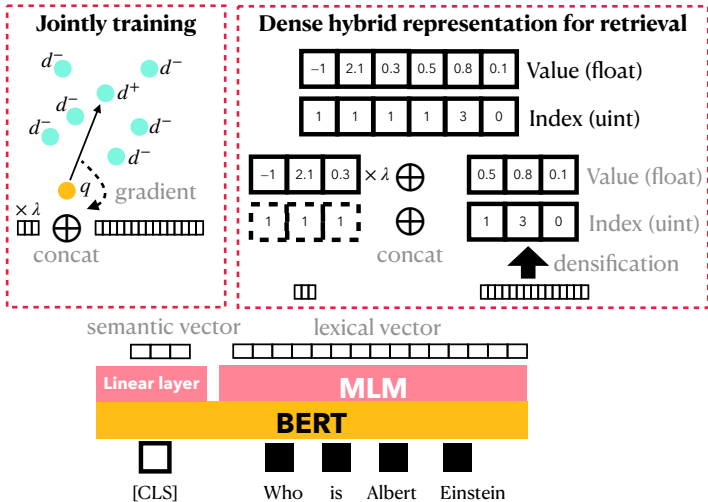 Jointly training
d⁻
d⁻
d⁺
d⁻
d⁻
d⁻
d⁻
q
gradient
× λ
concat
Dense hybrid representation for retrieval
−1 2.1 0.3 0.5 0.8 0.1 Value (float)
1 1 1 1 3 0 Index (uint)
−1 2.1 0.3 × λ 0.5 0.8 0.1 Value (float)
1 1 1 1 3 0 Index (uint)
concat
densification
semantic vector lexical vector
Linear layer MLM
BERT
[CLS] Who is Albert Einstein